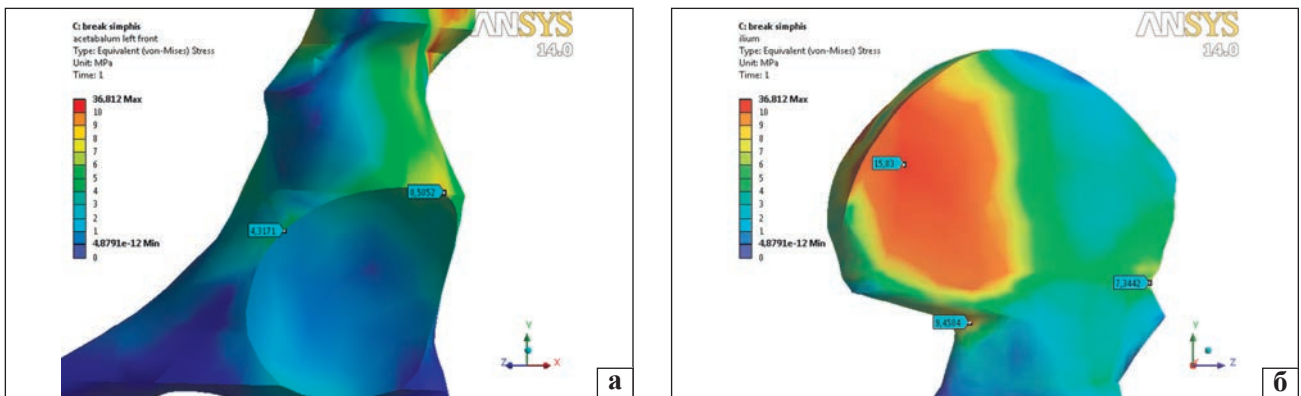 C: break simphis
acetabalum left front
Type: Equivalent (von-Mises) Stress
Unit: MPa
Time: 1
36,812 Max
10
9
8
7
6
5
4
3
2
1
4,8791e-12 Min
0
ANSYS
14.0
8,5052
4,3171
Y
Z
X
а
C: break simphis
ilium
Type: Equivalent (von-Mises) Stress
Unit: MPa
Time: 1
36,812 Max
10
9
8
7
6
5
4
3
2
1
4,8791e-12 Min
0
ANSYS
14.0
15,83
7,3442
9,4584
Y
X
Z
б